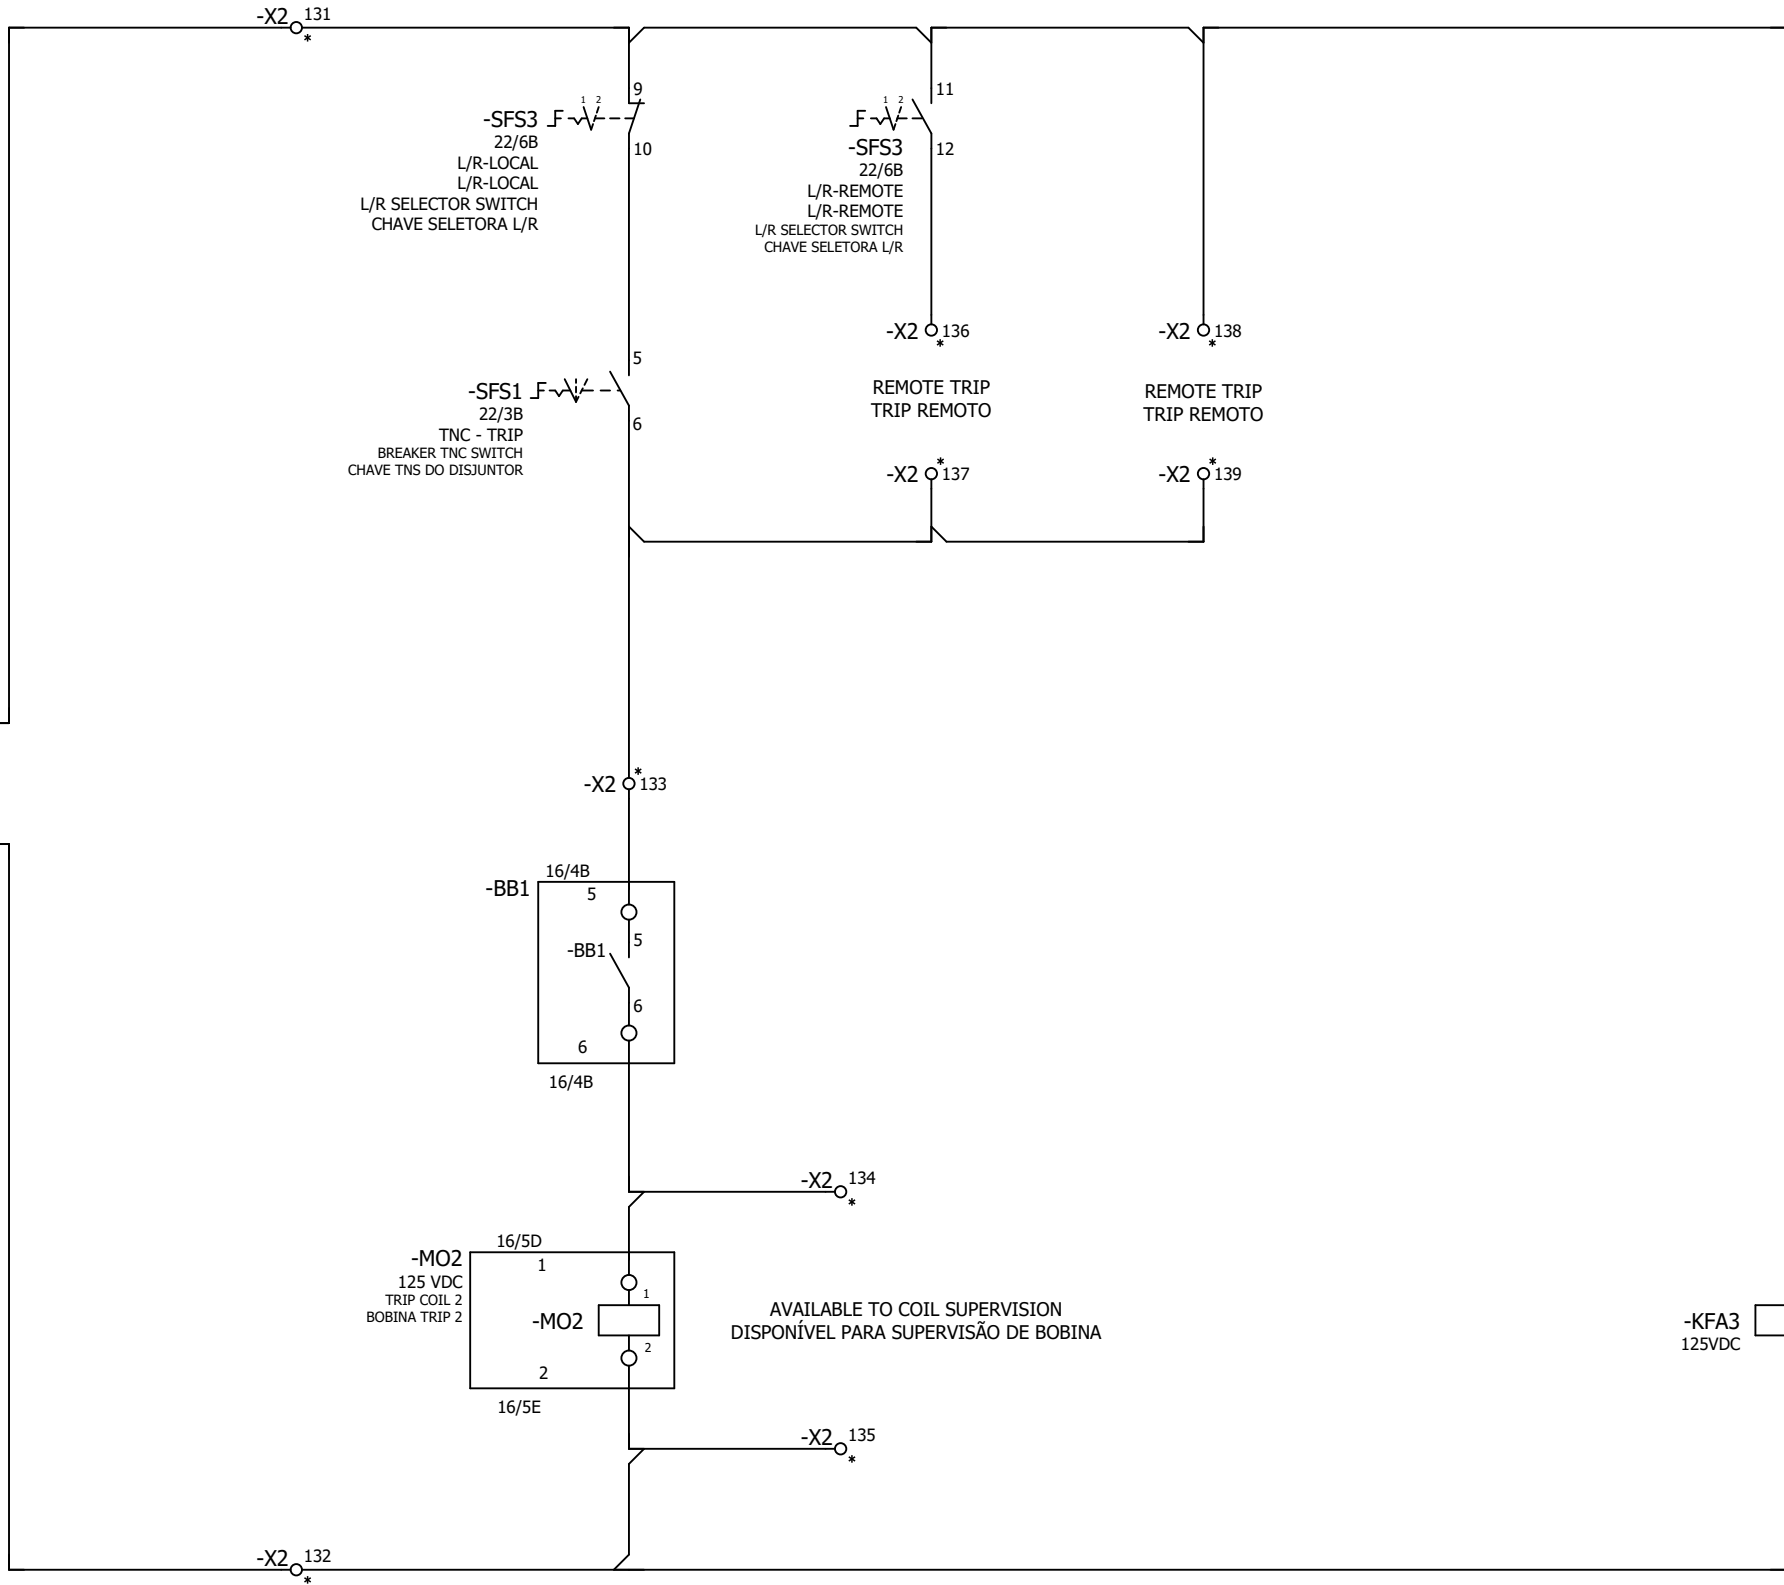 -X2 131
*
9
-SFS3 1 2
22/6B
L/R-LOCAL
L/R-LOCAL
L/R SELECTOR SWITCH
CHAVE SELETORA L/R
10
11
1 2
-SFS3
22/6B
L/R-REMOTE
L/R-REMOTE
L/R SELECTOR SWITCH
CHAVE SELETORA L/R
12
-X2 136
*
REMOTE TRIP
TRIP REMOTO
*
-X2 137
-X2 138
*
REMOTE TRIP
TRIP REMOTO
*
-X2 139
5
-SFS1
22/3B
TNC - TRIP
BREAKER TNC SWITCH
CHAVE TNS DO DISJUNTOR
6
*
-X2 133
16/4B
-BB1
5
5
-BB1
6
6
16/4B
-X2 134
*
16/5D
-MO2
125 VDC
TRIP COIL 2
BOBINA TRIP 2
1
1
-MO2
2
2
16/5E
AVAILABLE TO COIL SUPERVISION
DISPONÍVEL PARA SUPERVISÃO DE BOBINA
-KFA3
125VDC
-X2 135
*
-X2 132
*